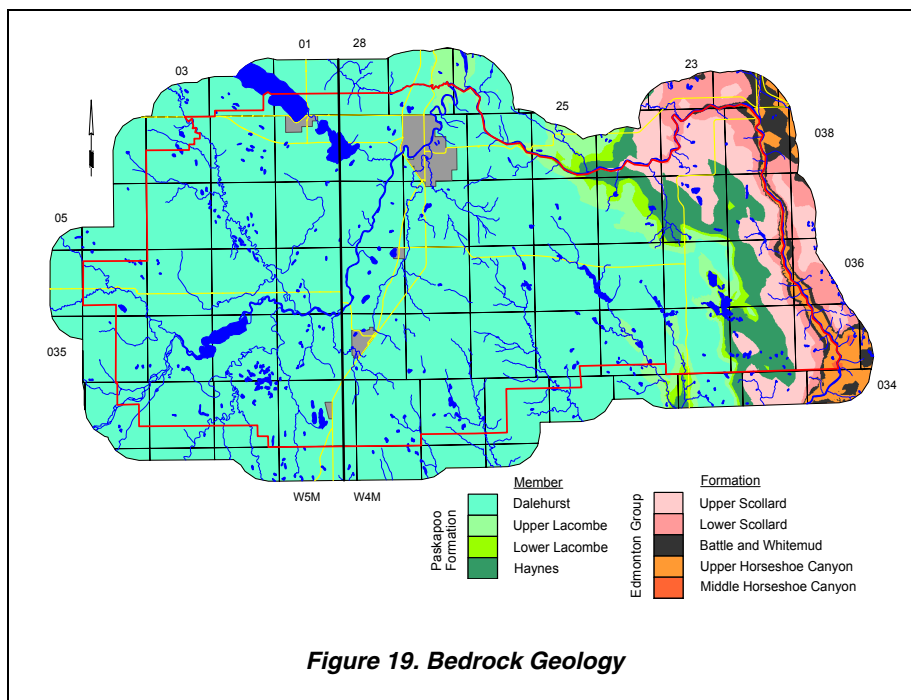 01
28
03
23
25
038
05
036
035
034
W5M
W4M
Member
Formation
Paskapoo
Formation
Dalehurst
Upper Lacombe
Lower Lacombe
Haynes
Edmonton Group
Upper Scollard
Lower Scollard
Battle and Whitemud
Upper Horseshoe Canyon
Middle Horseshoe Canyon
Figure 19. Bedrock Geology